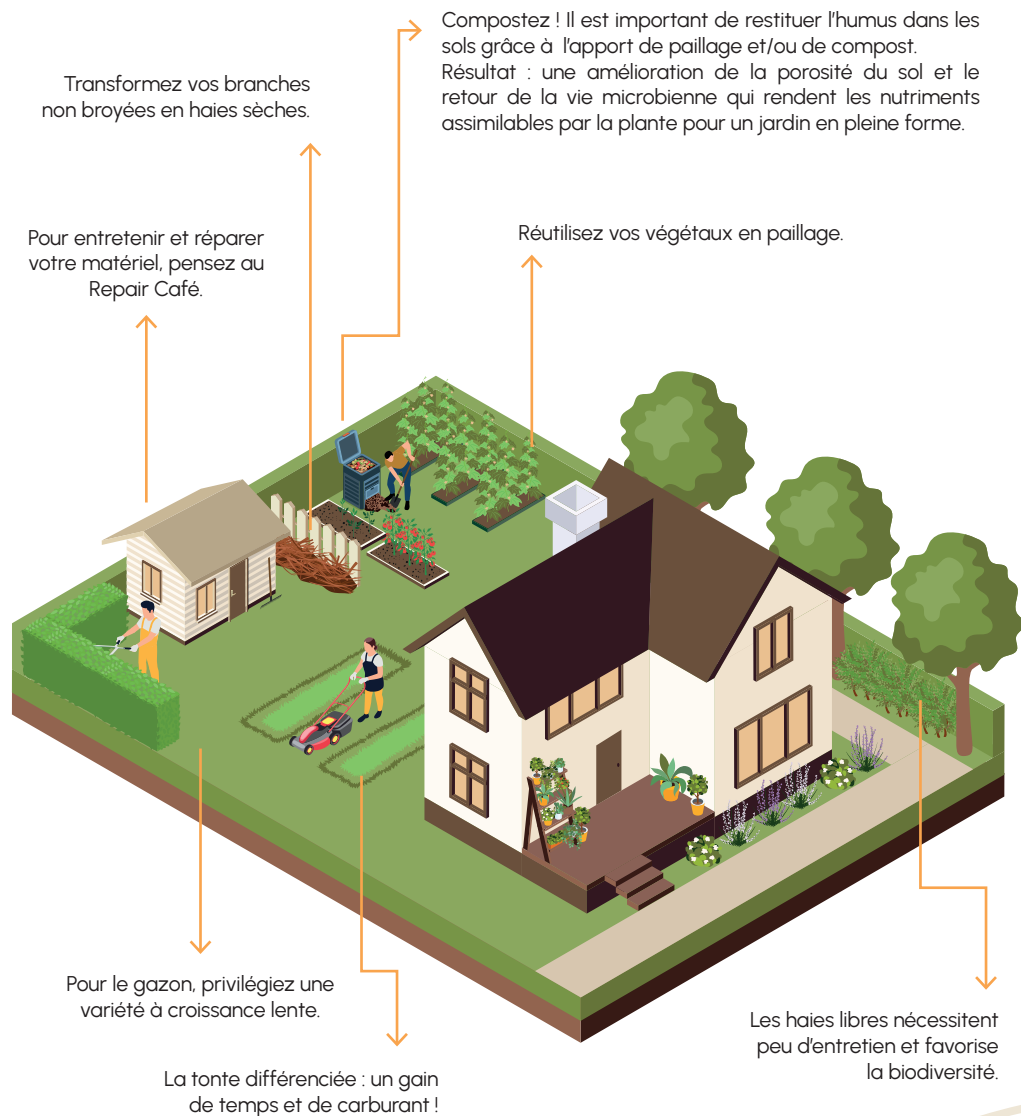 Compostez ! Il est important de restituer l'humus dans les
sols grâce à l'apport de paillage et/ou de compost.
Résultat : une amélioration de la porosité du sol et le
retour de la vie microbienne qui rendent les nutriments
assimilables par la plante pour un jardin en pleine forme.
Transformez vos branches
non broyées en haies sèches.
Pour entretenir et réparer
votre matériel, pensez au
Repair Café.
Réutilisez vos végétaux en paillage.
Pour le gazon, privilégiez une
variété à croissance lente.
La tonte différenciée : un gain
de temps et de carburant !
Les haies libres nécessitent
peu d'entretien et favorise
la biodiversité.